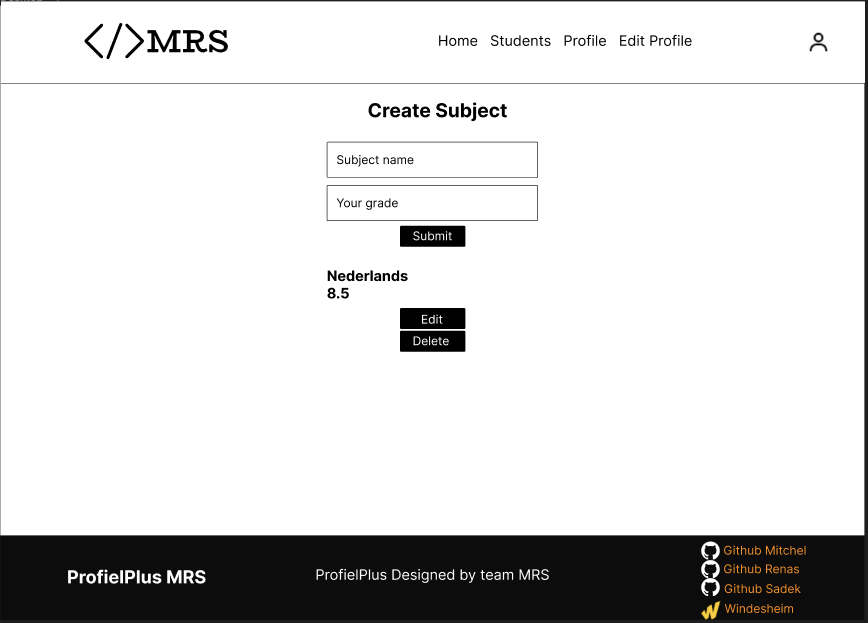 </>MRS
Home Students Profile Edit Profile
Create Subject
Subject name
Your grade
Submit
Nederlands
8.5
Edit
Delete
ProfielPlus MRS
ProfielPlus Designed by team MRS
Github Mitchel
Github Renas
Github Sadek
Windesheim